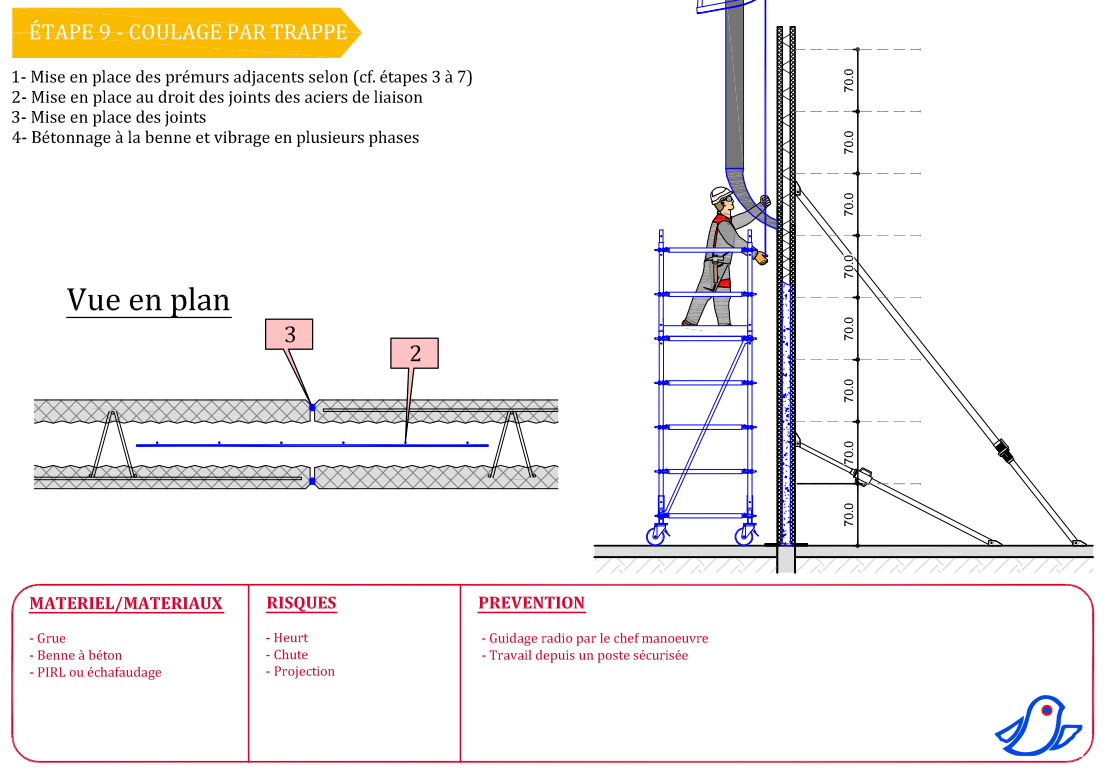 ÉTAPE 9 - COULAGE PAR TRAPPE
1- Mise en place des prémurs adjacents selon (cf. étapes 3 à 7)
2- Mise en place au droit des joints des aciers de liaison
3- Mise en place des joints
4- Bétonnage à la benne et vibrage en plusieurs phases
Vue en plan
3
2
70.0
70.0
70.0
70.0
70.0
70.0
70.0
70.0
MATERIEL/MATERIAUX
- Grue
- Benne à béton
- PIRL ou échafaudage
RISQUES
- Heurt
- Chute
- Projection
PREVENTION
- Guidage radio par le chef manoeuvre
- Travail depuis un poste sécurisée